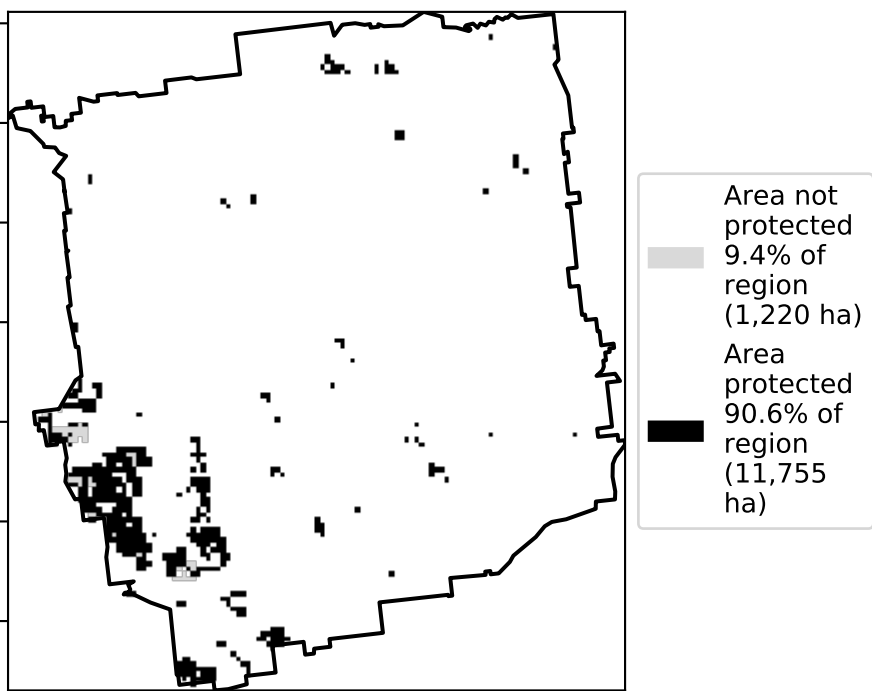 Area not
protected
9.4% of
region
(1,220 ha)
Area
protected
90.6% of
region
(11,755
ha)